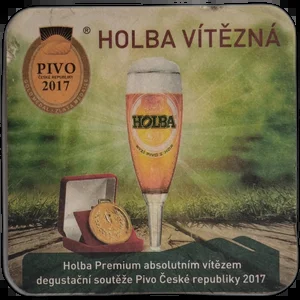 HOLBA VÍTĚZNÁ
®
PIVO
ČESKÉ REPUBLIKY
2017
HOLBA
Holba Premium absolutním vítězem
degustační soutěže Pivo České republiky 2017